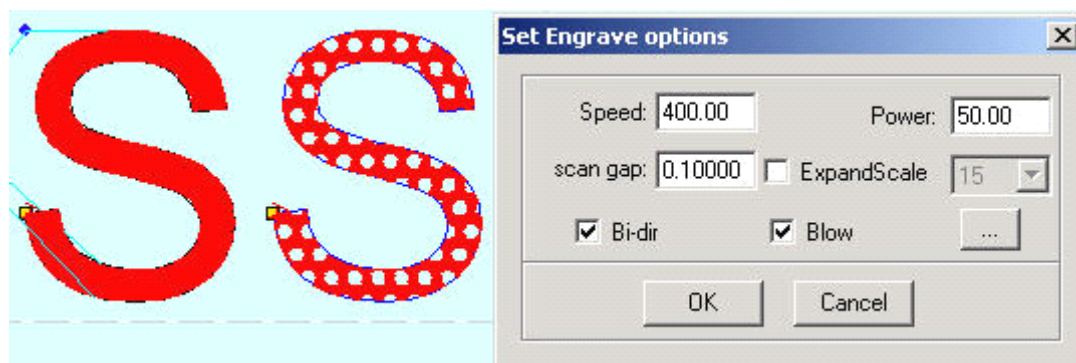 S S
Set Engrave options
Speed: 400.00 Power: 50.00
scan gap: 0.10000 ExpandScale 15
Bi-dir Blow ...
OK Cancel